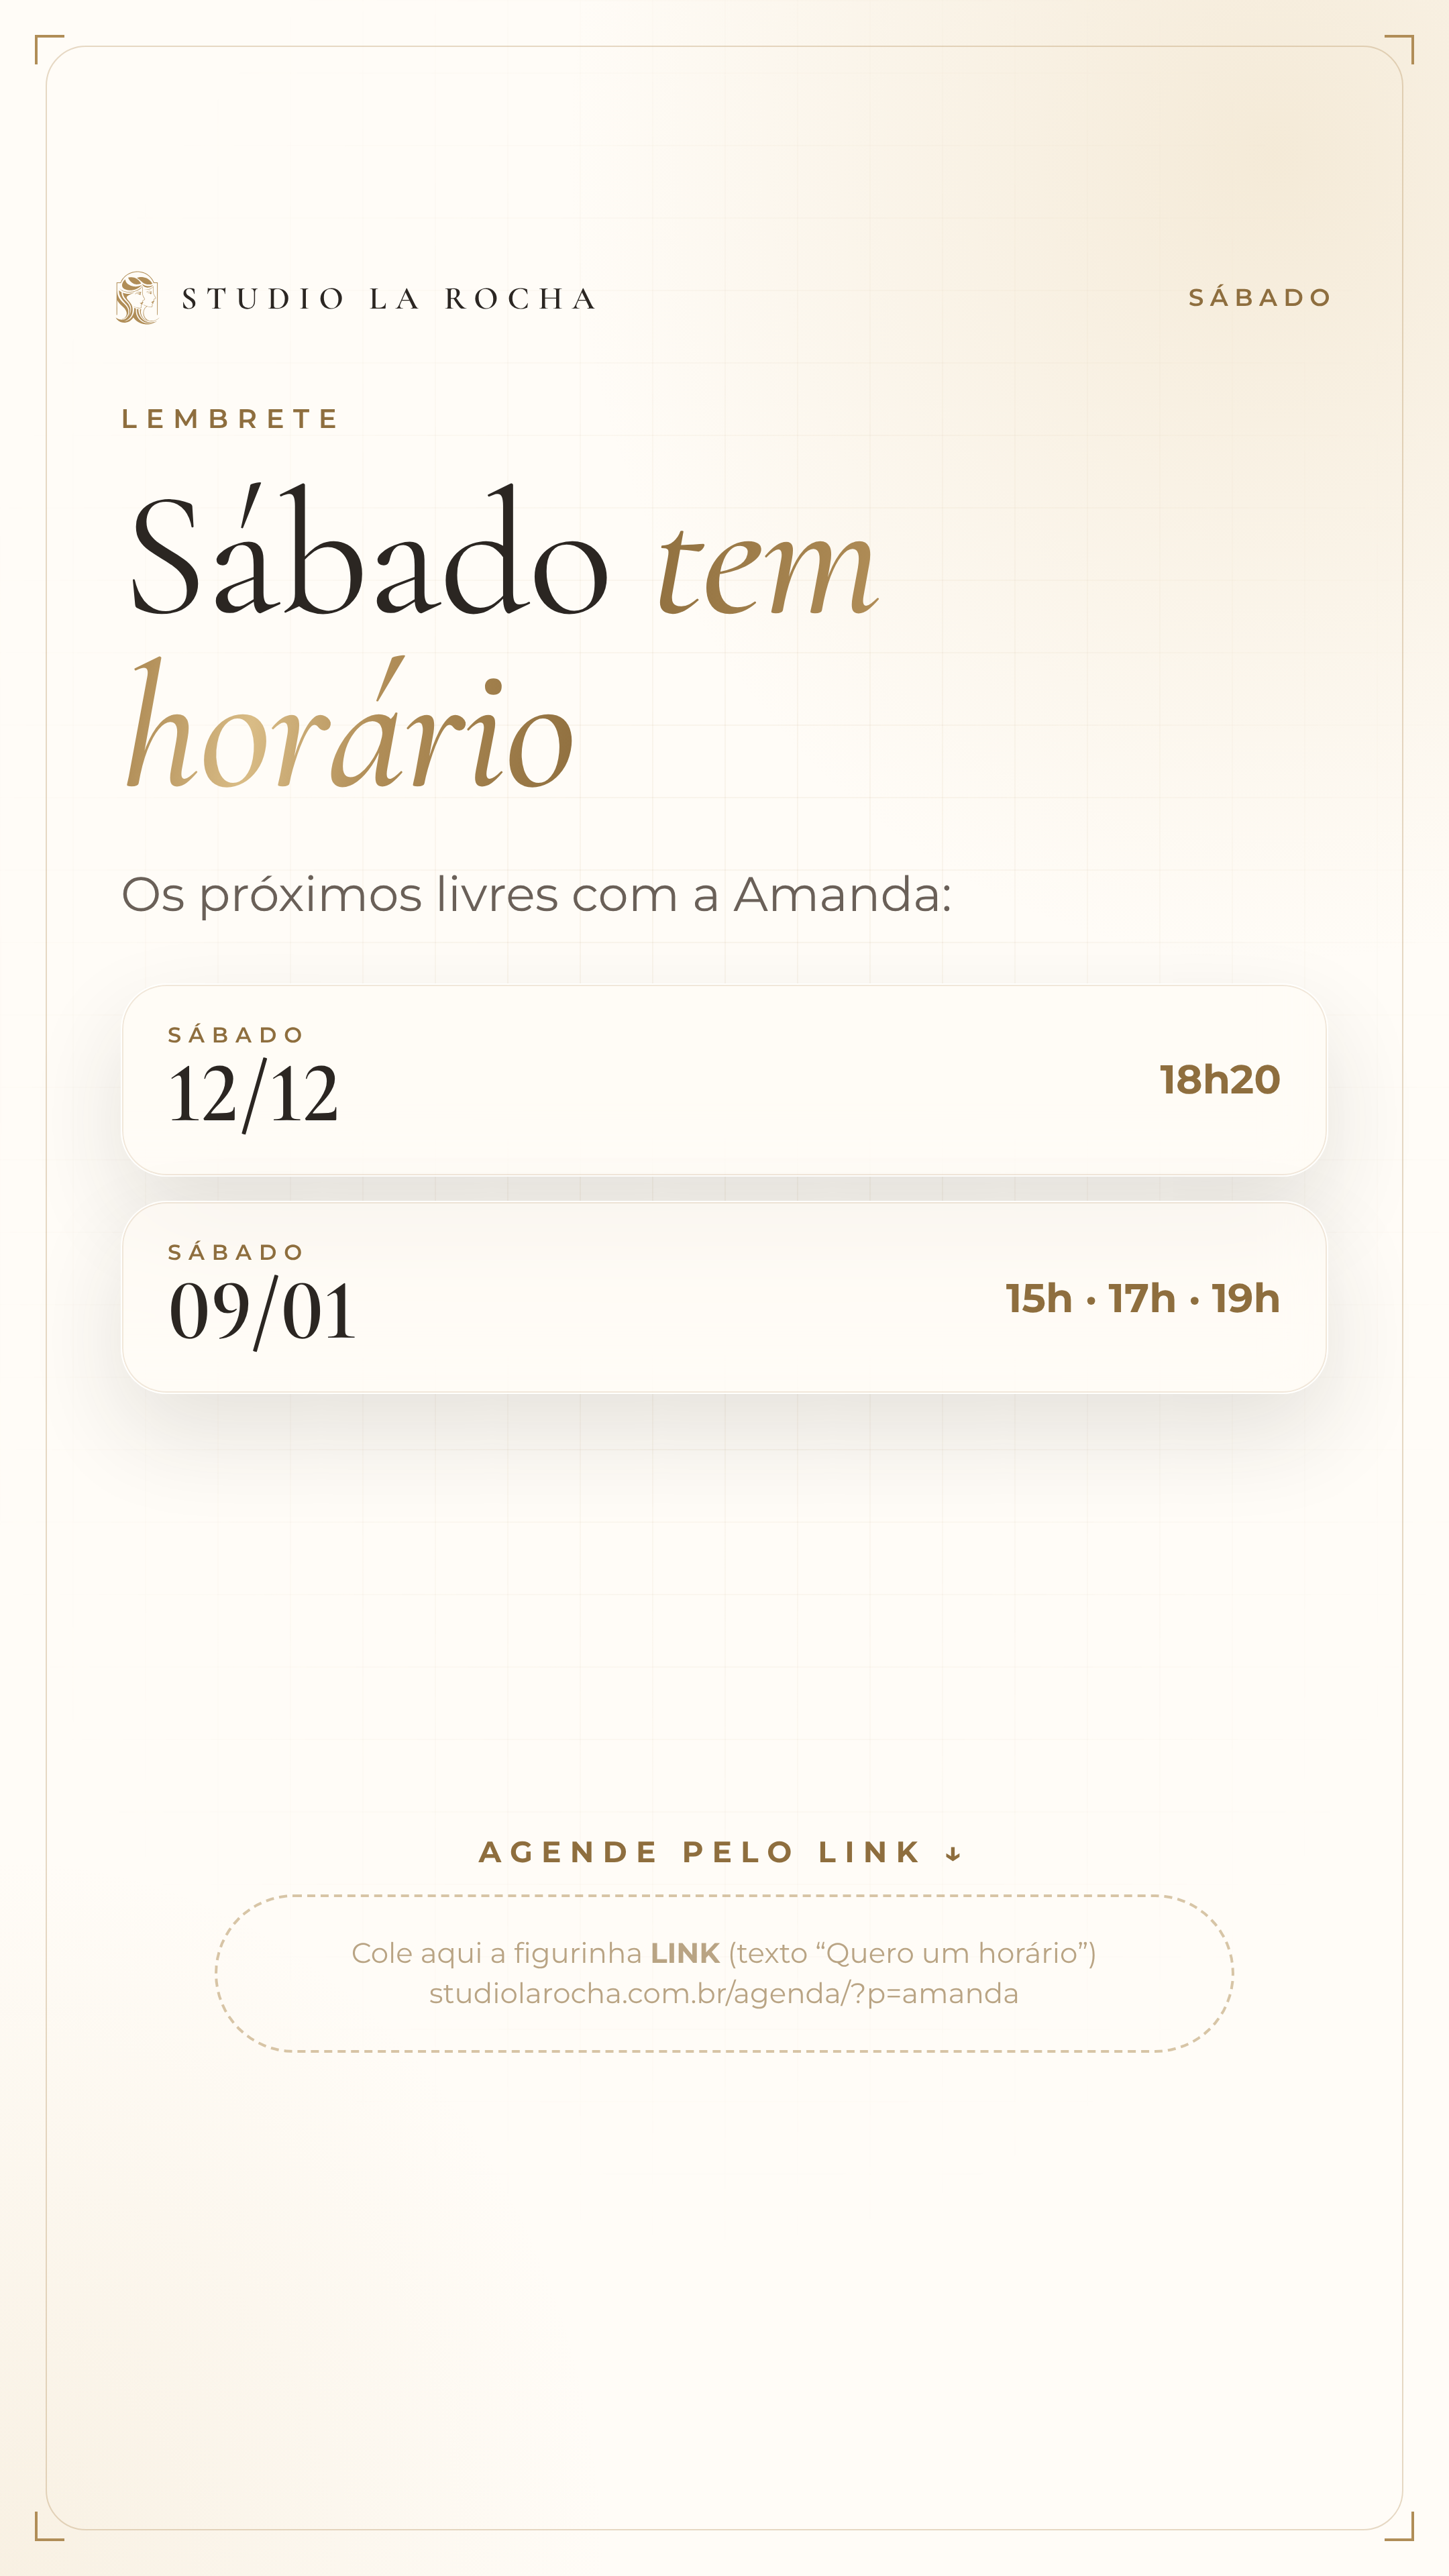 STUDIO LA ROCHA
SÁBADO
LEMBRETE
Sábado tem
horário
Os próximos livres com a Amanda:
SÁBADO
12/12
18h20
SÁBADO
09/01
15h · 17h · 19h
AGENDE PELO LINK ↓
Cole aqui a figurinha LINK (texto “Quero um horário”)
studiolarocha.com.br/agenda/?p=amanda